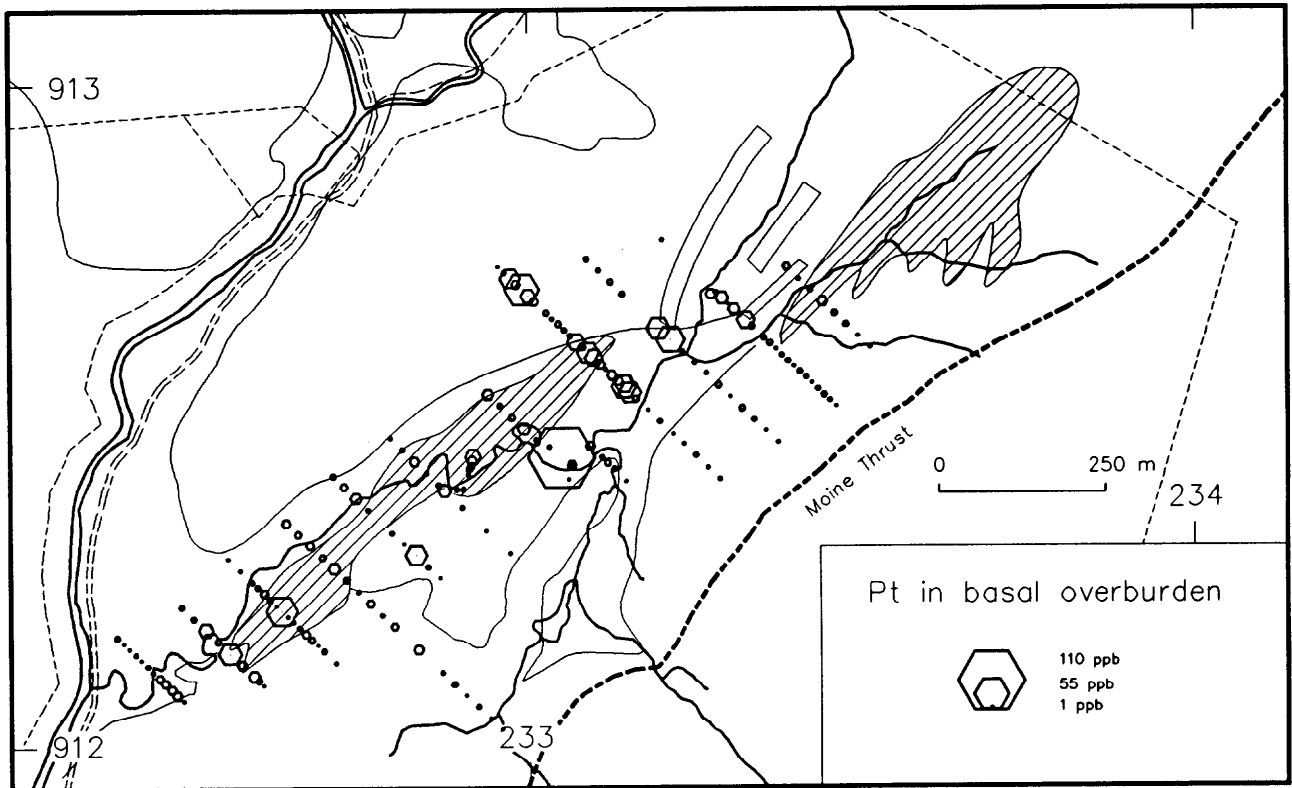 913
Moine Thrust
0 250 m
234
Pt in basal overburden
110 ppb
55 ppb
1 ppb
233
912